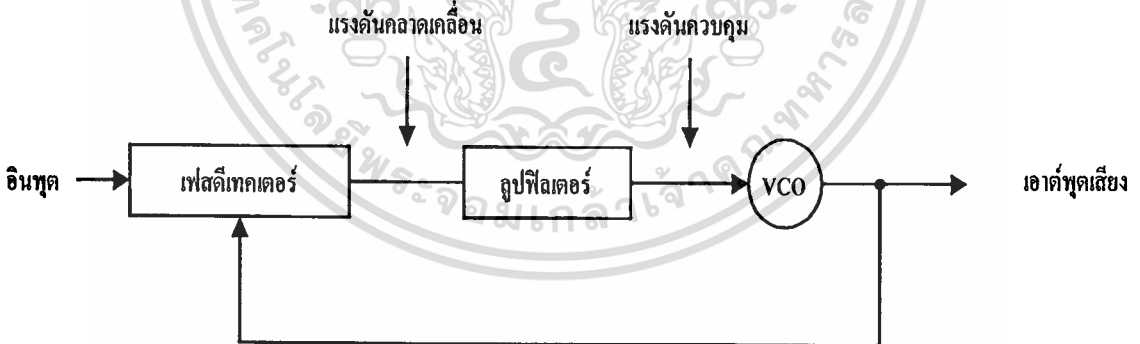 แรงดันคลาดเคลื่อน
แรงดันควบคุม
อินพุต
เฟสดีเทคเตอร์
ลูปฟิลเตอร์
VCO
เอาต์พุตเสียง